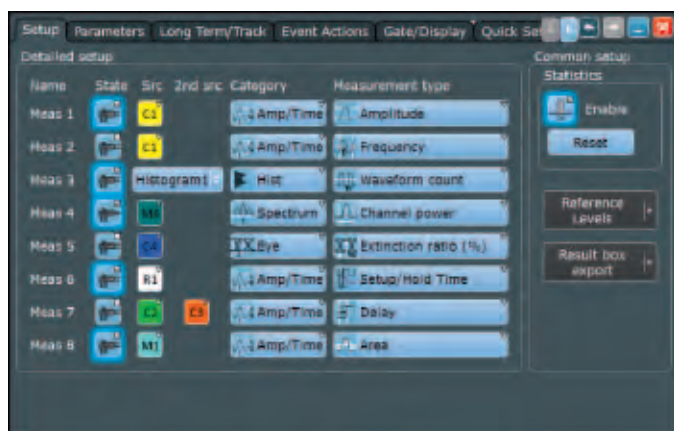 Setup Parameters Long Term/Track Event Actions Gate/Display Quick
Detailed setup
Common setup
Name State Src 2nd src Category Measurement type
Statistics
Meas 1 C1 Amp/Time Amplitude
Enable
Meas 2 C1 Amp/Time Frequency
Reset
Meas 3 Histogram1 Hist Waveform count
Meas 4 Spectrum Channel power
Reference Levels
Meas 5 C4 Eye Extinction ratio (%)
Result box export
Meas 6 R1 Amp/Time Setup/Hold Time
Meas 7 C2 C3 Amp/Time Delay
Meas 8 M1 Amp/Time Area